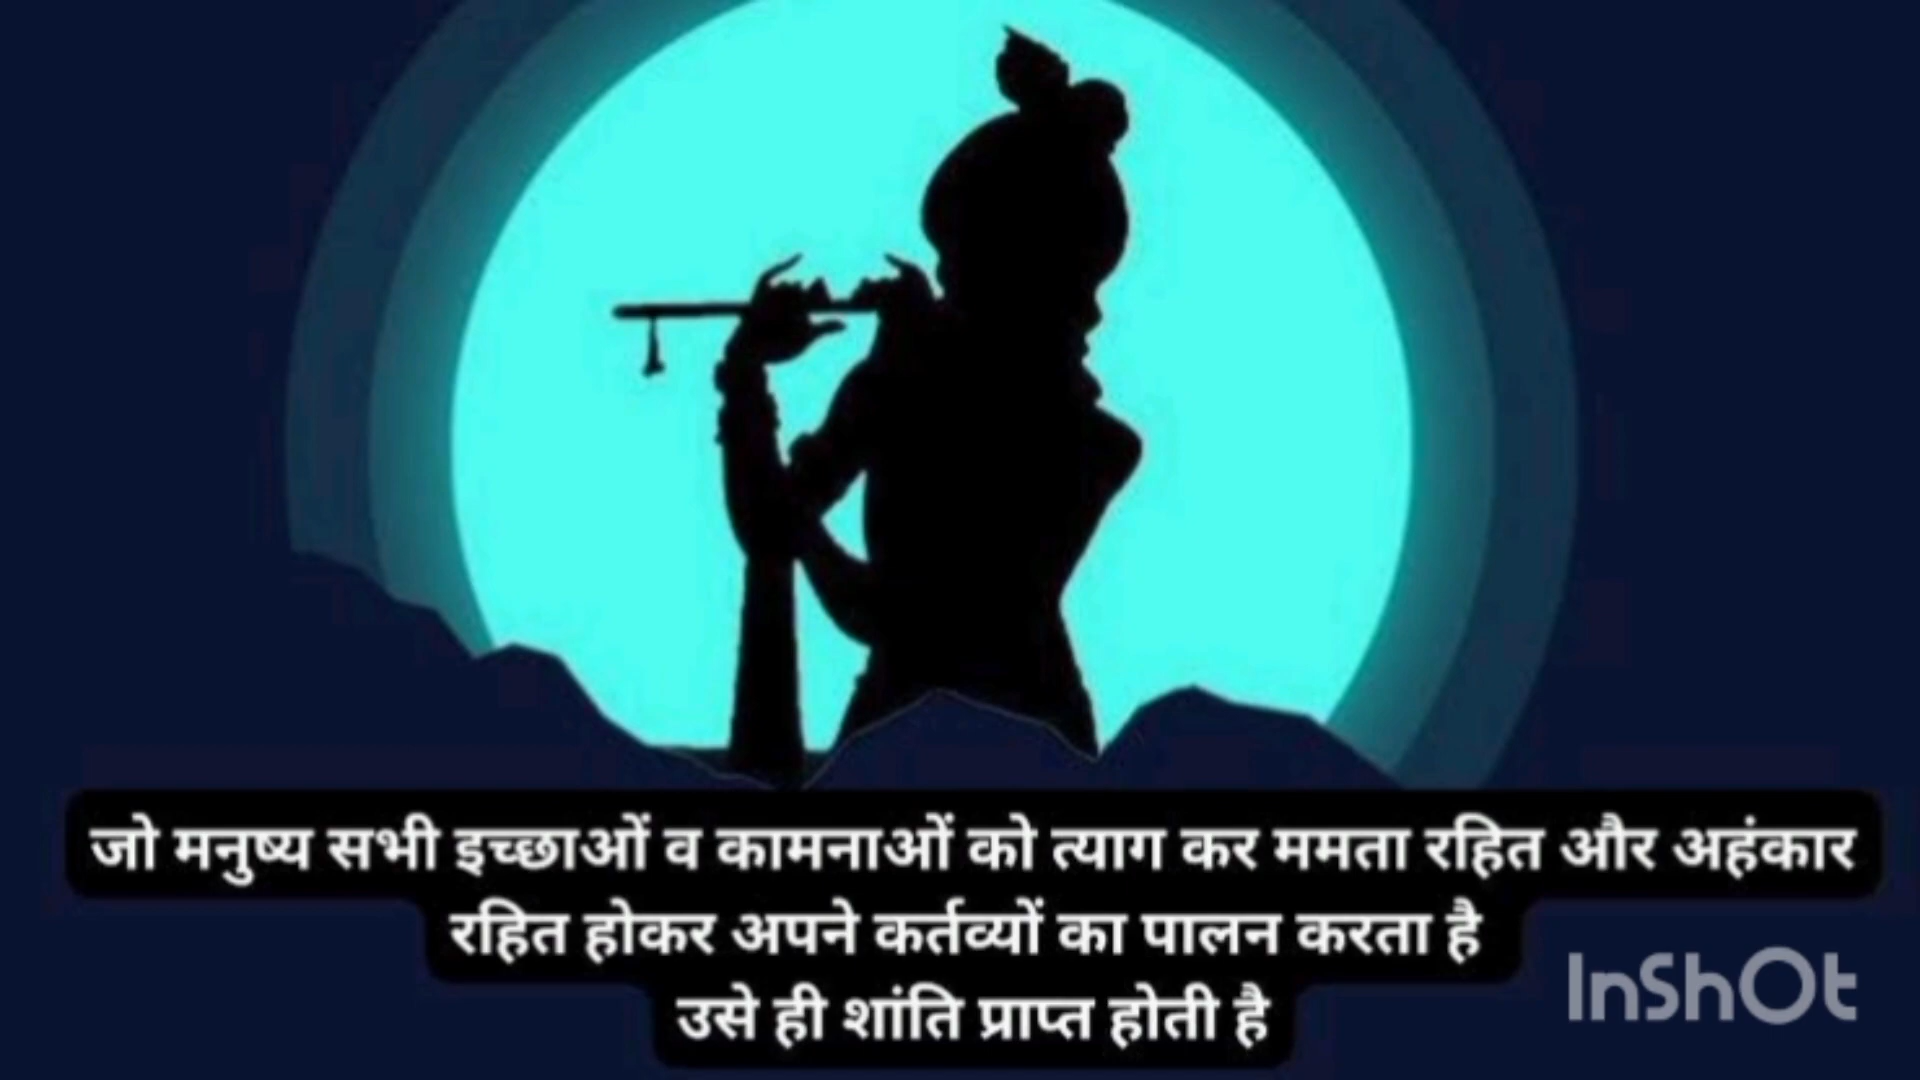 जो मनुष्य सभी इच्छाओं व कामनाओं को त्याग कर ममता रहित और अहंकार
रहित होकर अपने कर्तव्यों का पालन करता है
उसे ही शांति प्राप्त होती है
InShOt